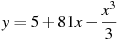 y = 5 + 81x − x³/3